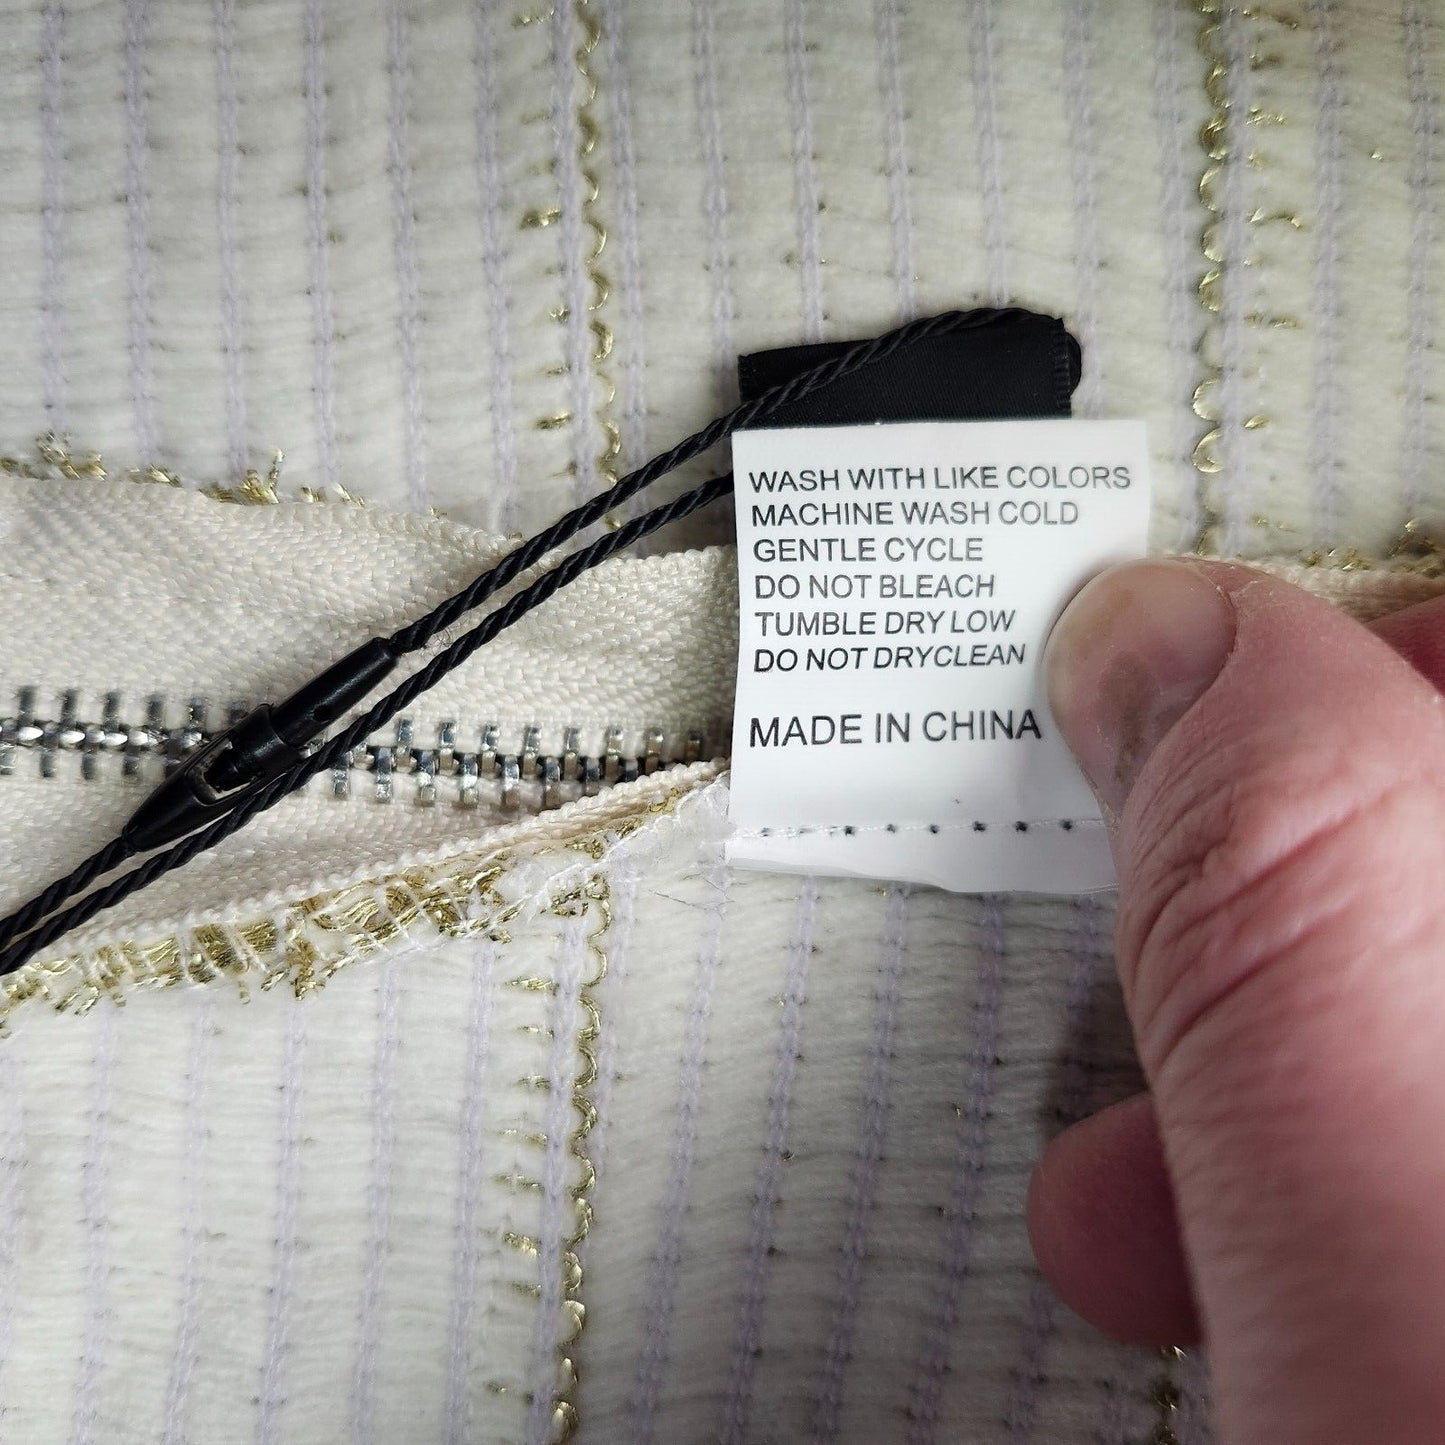 WASH WITH LIKE COLORS
MACHINE WASH COLD
GENTLE CYCLE
DO NOT BLEACH
TUMBLE DRY LOW
DO NOT DRYCLEAN
MADE IN CHINA